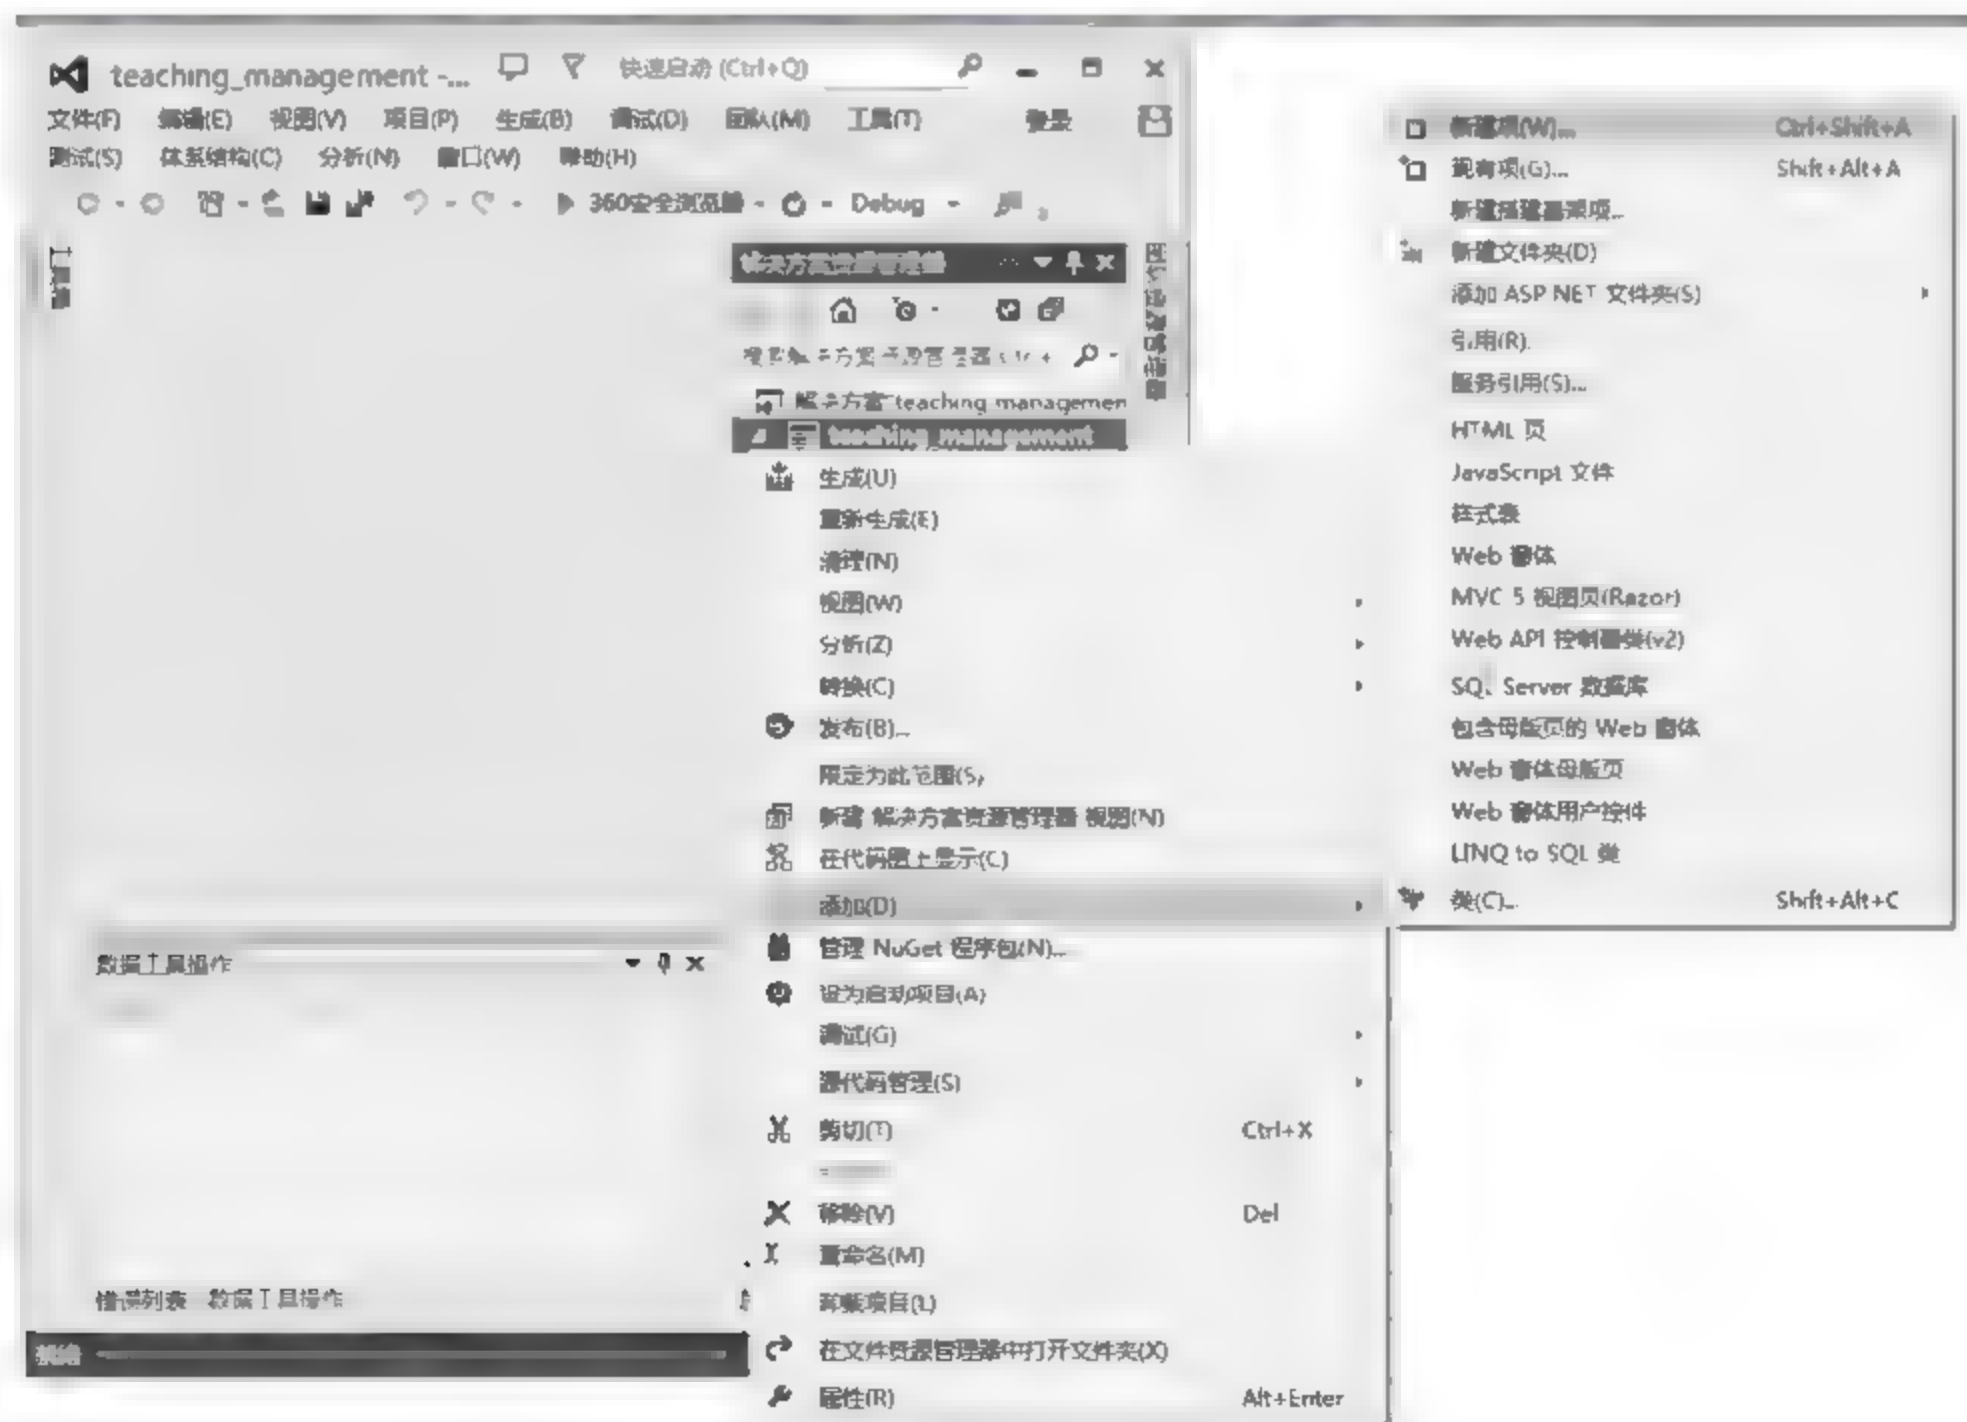 teaching_management -... 快速启动 (Ctrl+Q)
文件(F) 编辑(E) 视图(V) 项目(P) 生成(B) 调试(D) 团队(M) 工具(T) 登录
测试(S) 体系结构(C) 分析(N) 窗口(W) 帮助(H)
360安全浏览器 Debug
解决方案资源管理器
解决方案"teaching managemen
teaching_management
生成(U)
重新生成(E)
清理(N)
视图(W)
分析(Z)
转换(C)
发布(B)...
限定为此范围(S)
新建 解决方案资源管理器 视图(N)
在代码图上显示(C)
添加(D)
管理 NuGet 程序包(N)...
设为启动项目(A)
调试(G)
源代码管理(S)
剪切(T) Ctrl+X
移除(V) Del
重命名(M)
卸载项目(L)
在文件资源管理器中打开文件夹(X)
属性(R) Alt+Enter
新建项(W)... Ctrl+Shift+A
现有项(G)... Shift+Alt+A
新建搭建基架项...
新建文件夹(D)
添加 ASP.NET 文件夹(S)
引用(R)...
服务引用(S)...
HTML 页
JavaScript 文件
样式表
Web 窗体
MVC 5 视图页(Razor)
Web API 控制器类(v2)
SQL Server 数据库
包含母版页的 Web 窗体
Web 窗体母版页
Web 窗体用户控件
LINQ to SQL 类
类(C)... Shift+Alt+C
数据工具操作
错误列表 数据工具操作
就绪